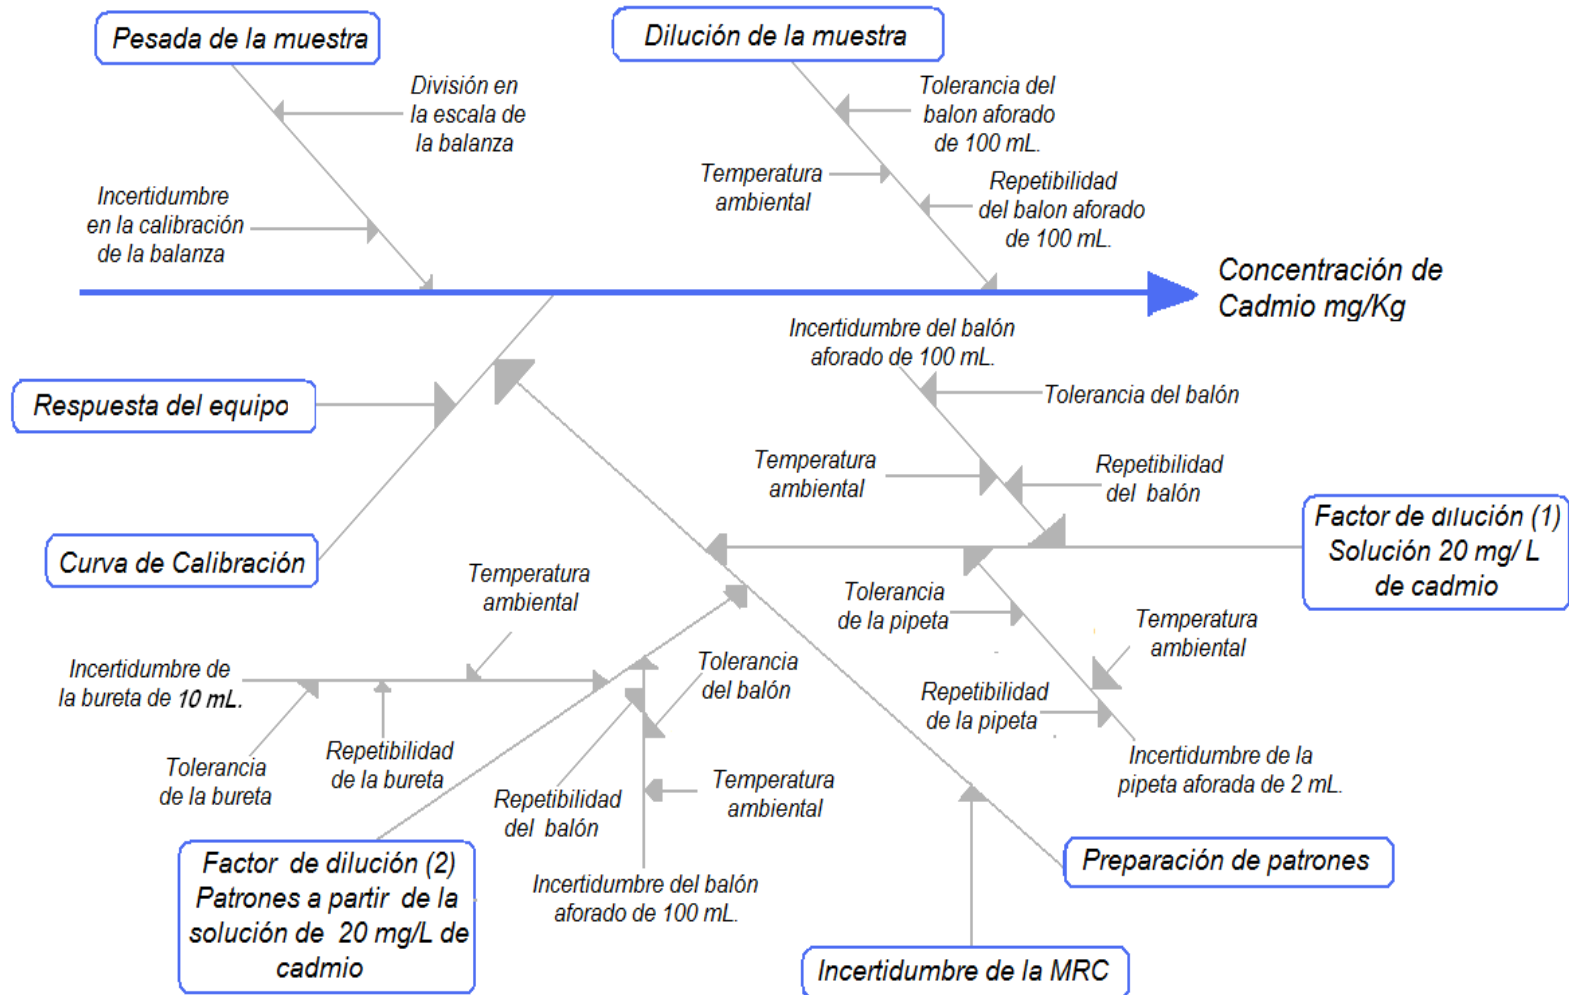 Pesada de la muestra
Dilución de la muestra
División en
la escala de
la balanza
Tolerancia del
balon aforado
de 100 mL.
Temperatura
ambiental
Repetibilidad
del balon aforado
de 100 mL.
Incertidumbre
en la calibración
de la balanza
Concentración de
Cadmio mg/Kg
Incertidumbre del balón
aforado de 100 mL.
Tolerancia del balón
Respuesta del equipo
Temperatura
ambiental
Repetibilidad
del balón
Factor de dilución (1)
Solución 20 mg/ L
de cadmio
Curva de Calibración
Temperatura
ambiental
Tolerancia
de la pipeta
Temperatura
ambiental
Incertidumbre de
la bureta de 10 mL.
Tolerancia
del balón
Repetibilidad
de la pipeta
Tolerancia
de la bureta
Repetibilidad
de la bureta
Repetibilidad
del balón
Temperatura
ambiental
Incertidumbre de la
pipeta aforada de 2 mL.
Factor de dilución (2)
Patrones a partir de la
solución de 20 mg/L de
cadmio
Incertidumbre del balón
aforado de 100 mL.
Preparación de patrones
Incertidumbre de la MRC